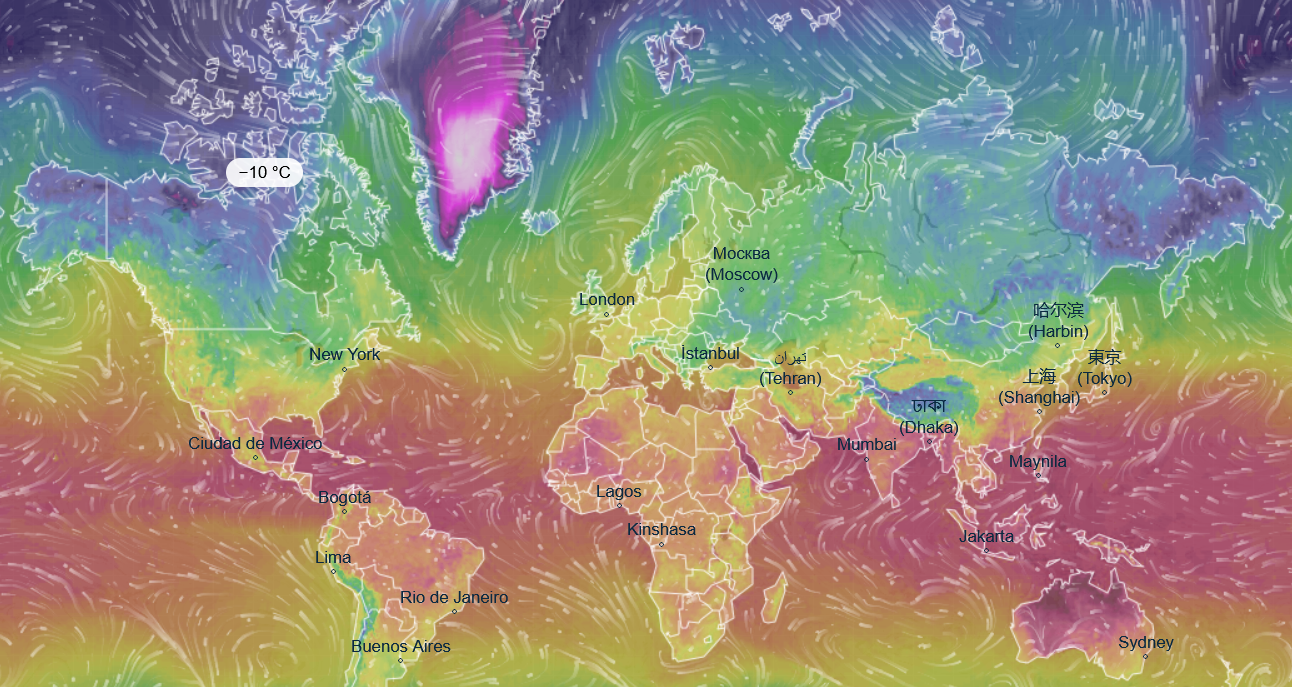 −10 °C
Москва
(Moscow)
London
哈尔滨
(Harbin)
New York
İstanbul
تهران
(Tehran)
東京
(Tokyo)
上海
(Shanghai)
ঢাকা
(Dhaka)
Ciudad de México
Mumbai
Maynila
Bogotá
Lagos
Kinshasa
Jakarta
Lima
Rio de Janeiro
Buenos Aires
Sydney